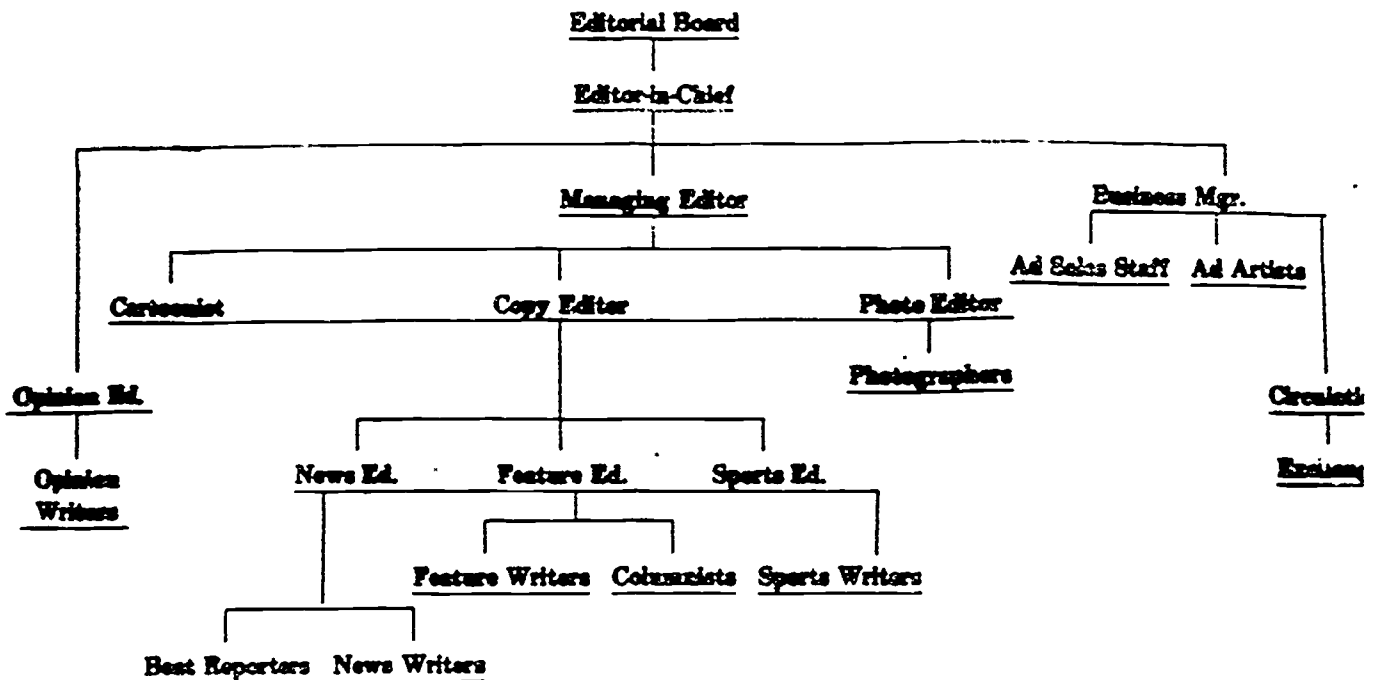 Editorial Board
Editor-in-Chief
Managing Editor
Business Mgr.
Ad Sales Staff Ad Artists
Cartoonist Copy Editor Photo Editor
Photographers
Opinion Ed.
Circulatio
News Ed. Feature Ed. Sports Ed.
Exchang
Opinion
Writers
Feature Writers Columnists Sports Writers
Beat Reporters News Writers